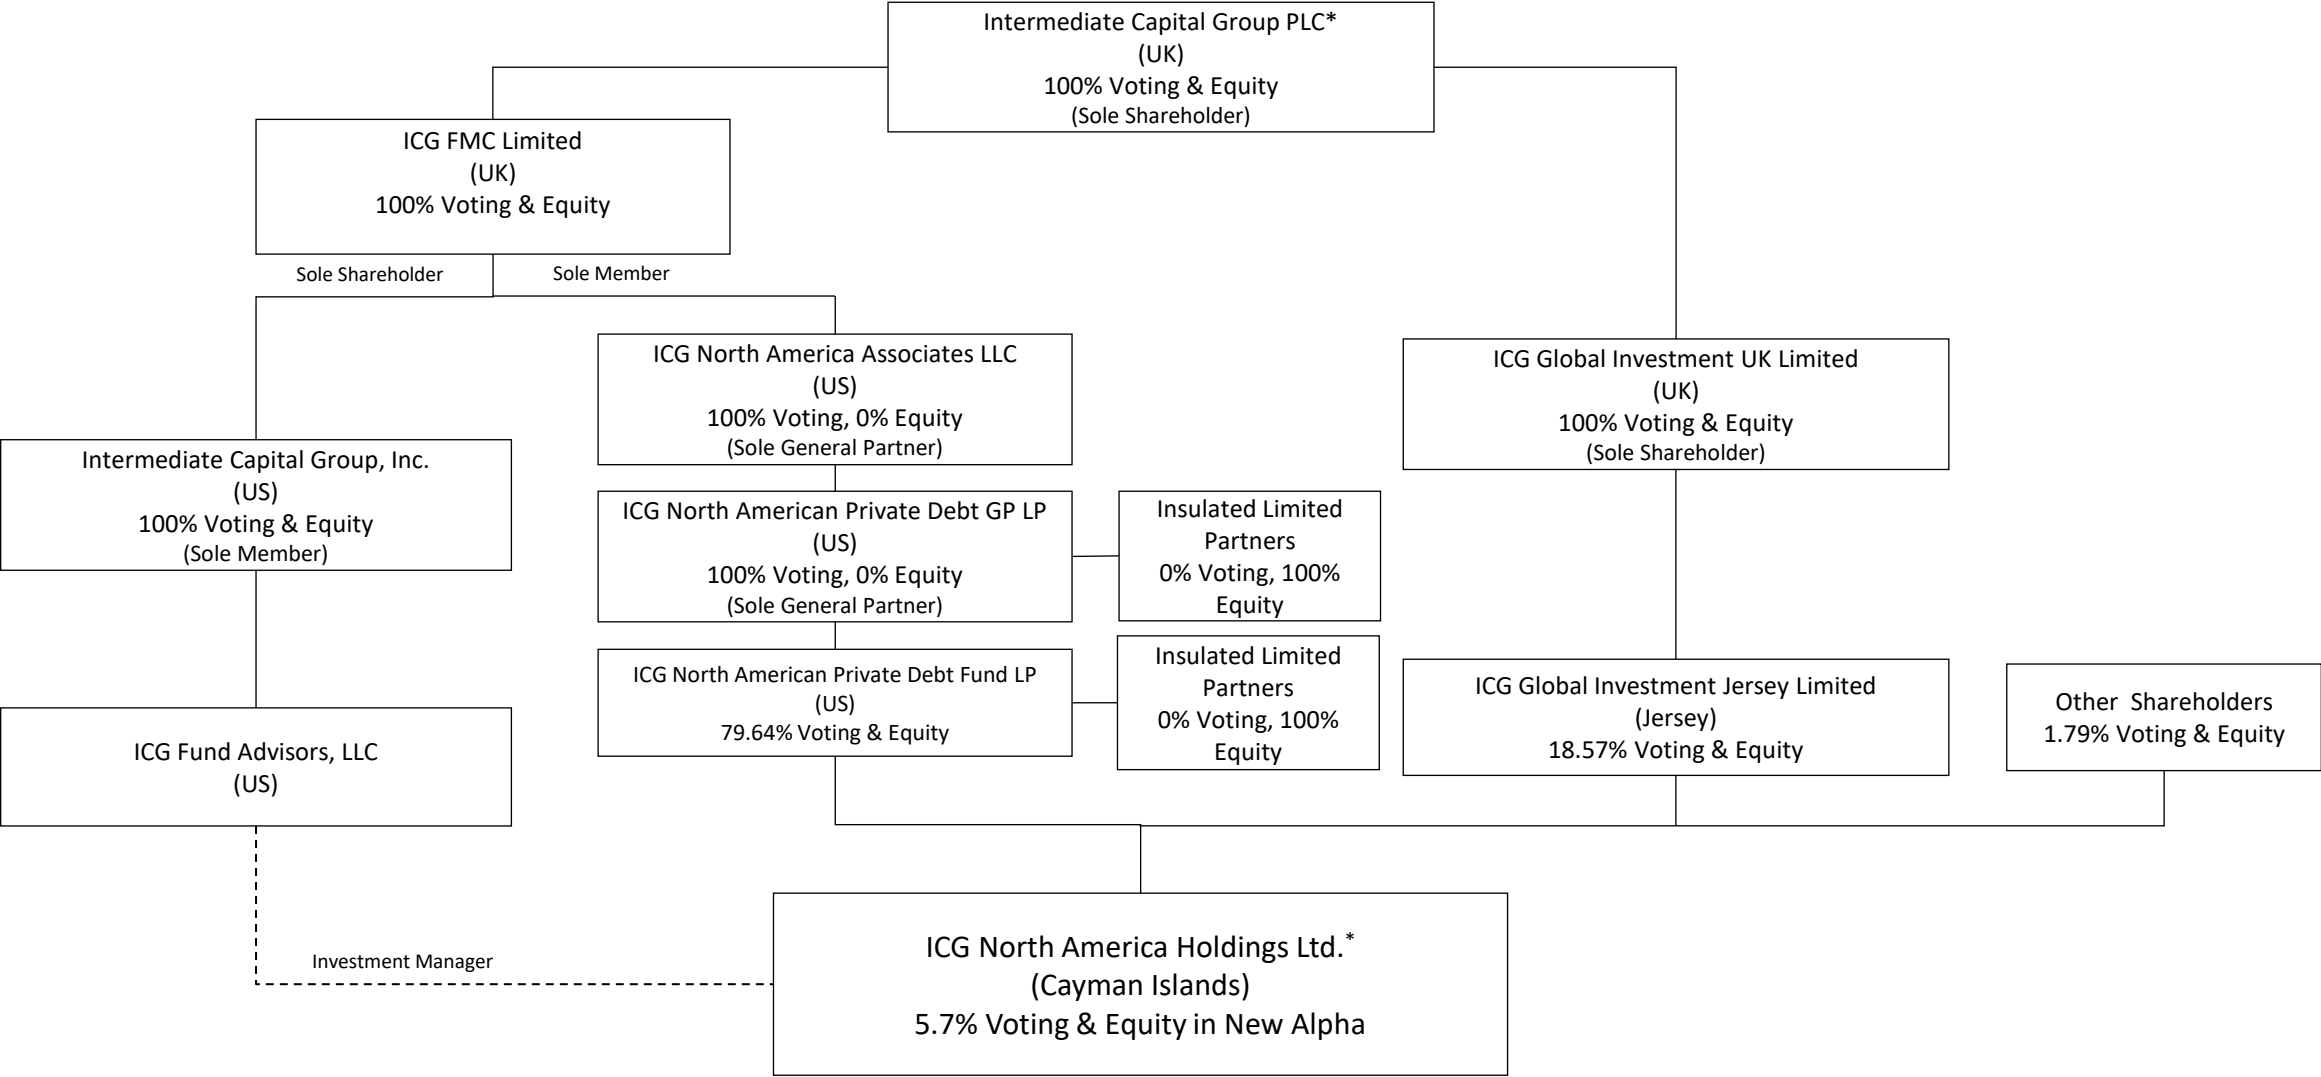 Intermediate Capital Group PLC*
(UK)
100% Voting & Equity
(Sole Shareholder)
ICG FMC Limited
(UK)
100% Voting & Equity
Sole Shareholder
Sole Member
ICG North America Associates LLC
(US)
100% Voting, 0% Equity
(Sole General Partner)
ICG Global Investment UK Limited
(UK)
100% Voting & Equity
(Sole Shareholder)
Intermediate Capital Group, Inc.
(US)
100% Voting & Equity
(Sole Member)
ICG North American Private Debt GP LP
(US)
100% Voting, 0% Equity
(Sole General Partner)
Insulated Limited
Partners
0% Voting, 100%
Equity
ICG North American Private Debt Fund LP
(US)
79.64% Voting & Equity
Insulated Limited
Partners
0% Voting, 100%
Equity
ICG Global Investment Jersey Limited
(Jersey)
18.57% Voting & Equity
Other Shareholders
1.79% Voting & Equity
ICG Fund Advisors, LLC
(US)
Investment Manager
ICG North America Holdings Ltd.*
(Cayman Islands)
5.7% Voting & Equity in New Alpha